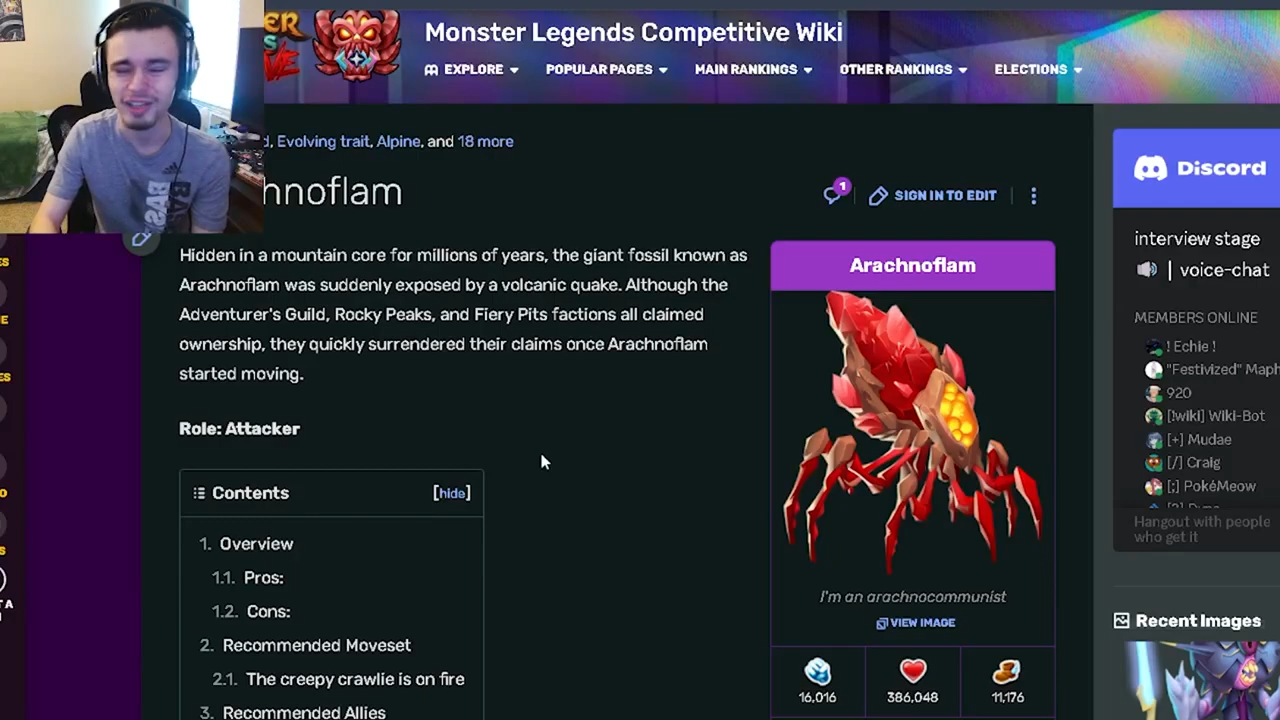 Monster Legends Competitive Wiki
EXPLORE POPULAR PAGES MAIN RANKINGS OTHER RANKINGS ELECTIONS
Evolving trait, Alpine, and 18 more
hnoflam
1 SIGN IN TO EDIT
Hidden in a mountain core for millions of years, the giant fossil known as
Arachnoflam was suddenly exposed by a volcanic quake. Although the
Adventurer's Guild, Rocky Peaks, and Fiery Pits factions all claimed
ownership, they quickly surrendered their claims once Arachnoflam
started moving.
Role: Attacker
Contents [hide]
1. Overview
1.1. Pros:
1.2. Cons:
2. Recommended Moveset
2.1. The creepy crawlie is on fire
3. Recommended Allies
Arachnoflam
I'm an arachnocommunist
VIEW IMAGE
16,016 386,048 11,176
Discord
interview stage
| voice-chat
MEMBERS ONLINE
! Echie !
"Festivized" Maph
920
[!wiki] Wiki-Bot
[+] Mudae
[/] Craig
[;] PokéMeow
Hangout with people
who get it
Recent Images